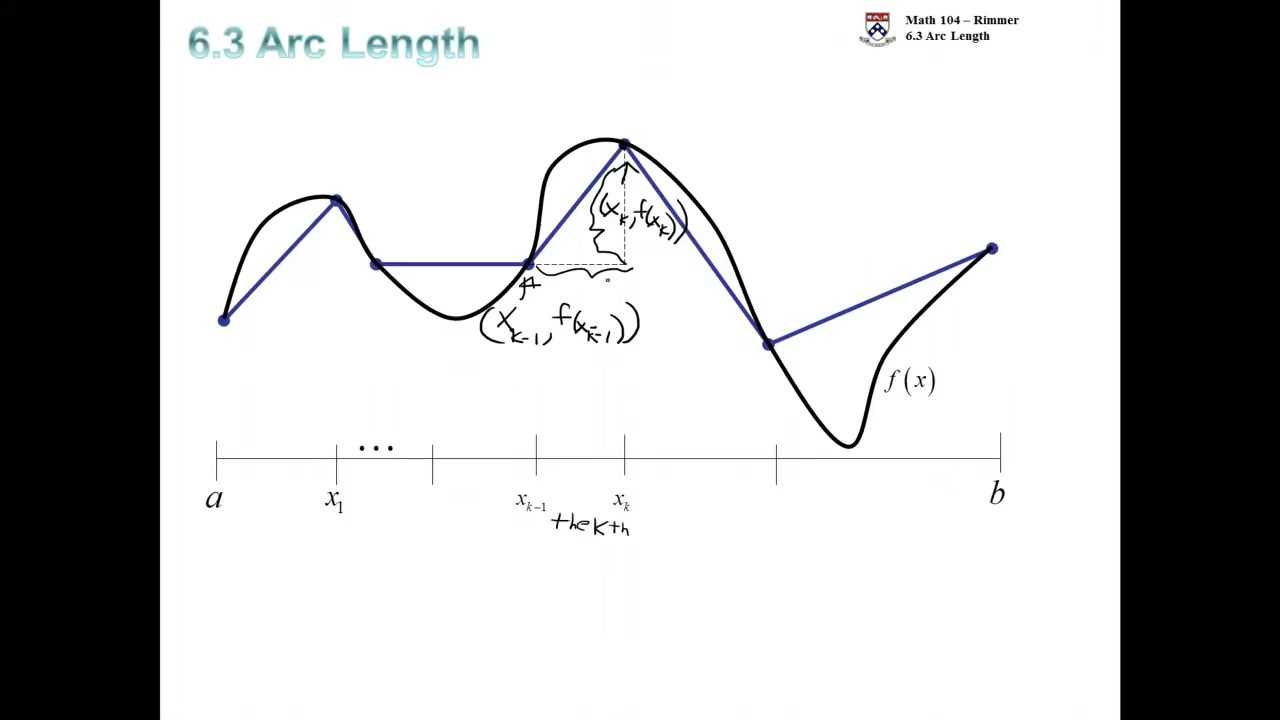 6.3 Arc Length
Math 104 – Rimmer
6.3 Arc Length
(x_k, f(x_k))
(x_{k-1}, f(x_{k-1}))
f(x)
...
a
x_1
x_{k-1}
x_k
b
the kth